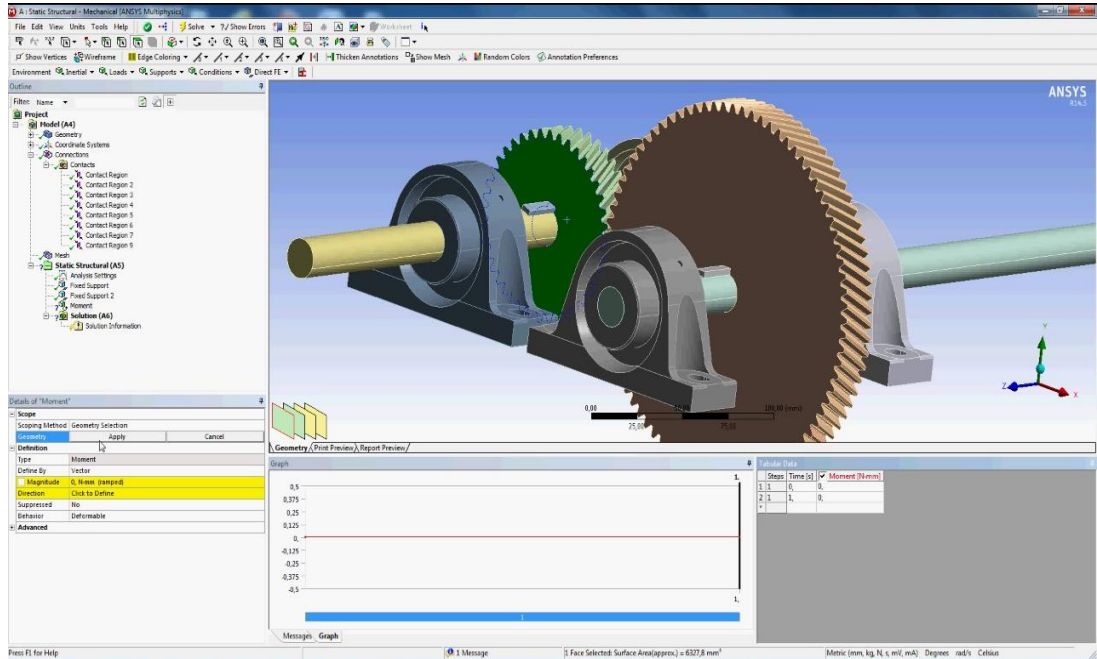 A : Static Structural - Mechanical [ANSYS Multiphysics]
File Edit View Units Tools Help Solve ?/ Show Errors Worksheet
Show Vertices Wireframe Edge Coloring Thicken Annotations Show Mesh Random Colors Annotation Preferences
Environment Inertial Loads Supports Conditions Direct FE
Outline
Filter: Name
Project
Model (A4)
Geometry
Coordinate Systems
Connections
Contacts
Contact Region
Contact Region 2
Contact Region 3
Contact Region 4
Contact Region 5
Contact Region 6
Contact Region 7
Contact Region 9
Mesh
Static Structural (A5)
Analysis Settings
Fixed Support
Fixed Support 2
Moment
Solution (A6)
Solution Information
ANSYS
R14.5
Y
Z
X
0,00
100,00 (mm)
25,00
75,00
Details of "Moment"
Scope
Scoping Method Geometry Selection
Geometry Apply Cancel
Definition
Type Moment
Define By Vector
Magnitude 0, N·mm (ramped)
Direction Click to Define
Suppressed No
Behavior Deformable
Advanced
Geometry Print Preview Report Preview
Graph
1,
0,5
0,375
0,25
0,125
0,
-0,125
-0,25
-0,375
-0,5
1,
1
Messages Graph
Tabular Data
Steps Time [s] Moment [N·mm]
1 1 0, 0,
2 1 1, 0,
*
Press F1 for Help 1 Message 1 Face Selected: Surface Area(approx.) = 6327,8 mm² Metric (mm, kg, N, s, mV, mA) Degrees rad/s Celsius